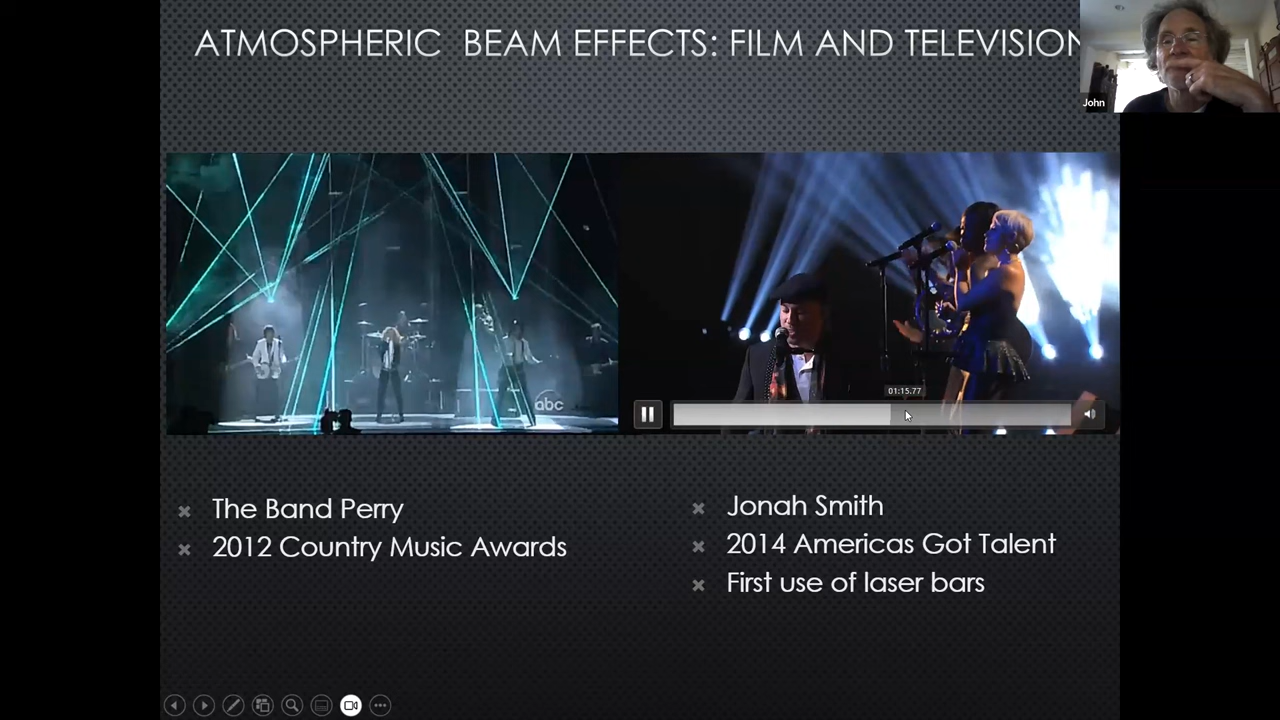 ATMOSPHERIC BEAM EFFECTS: FILM AND TELEVISION
John
abc
01:15.77
The Band Perry
2012 Country Music Awards
Jonah Smith
2014 Americas Got Talent
First use of laser bars